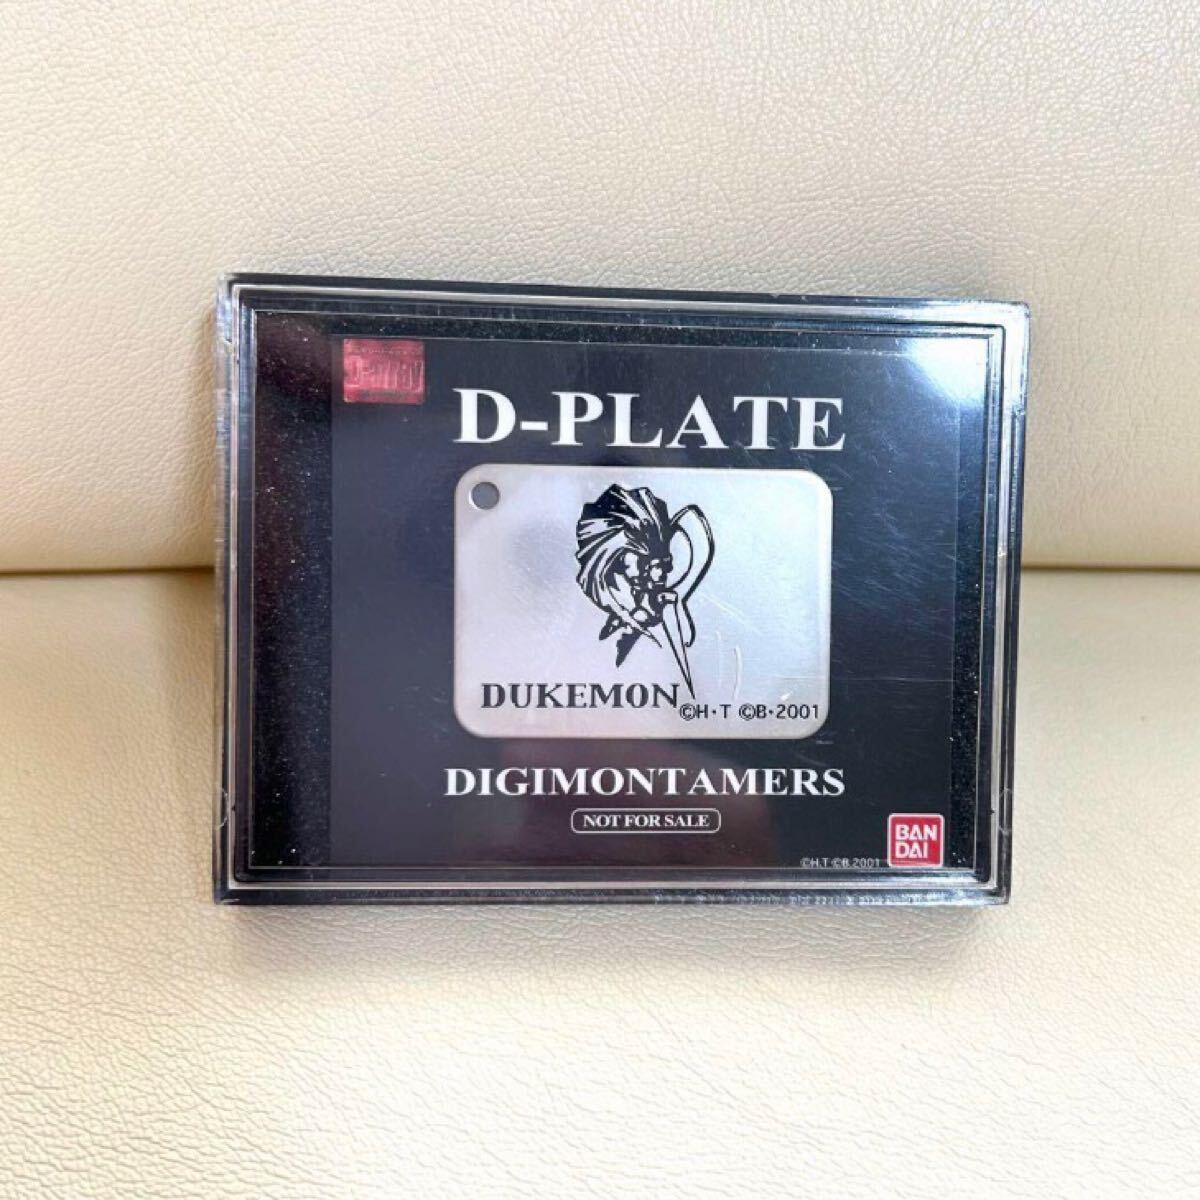 D-PLATE
DUKEMON
©H·T ©B·2001
DIGIMONTAMERS
NOT FOR SALE
©H.T ©B.2001
BAN
DAI